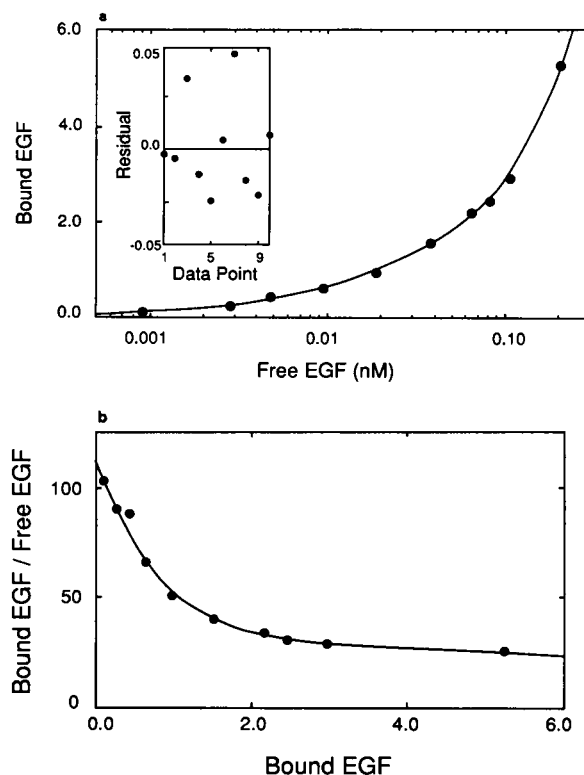 a
6.0
4.0
2.0
0.0
Bound EGF
0.05
0.0
-0.05
Residual
1 5 9
Data Point
0.001 0.01 0.10
Free EGF (nM)
b
100
50
0
Bound EGF / Free EGF
0.0 2.0 4.0 6.0
Bound EGF